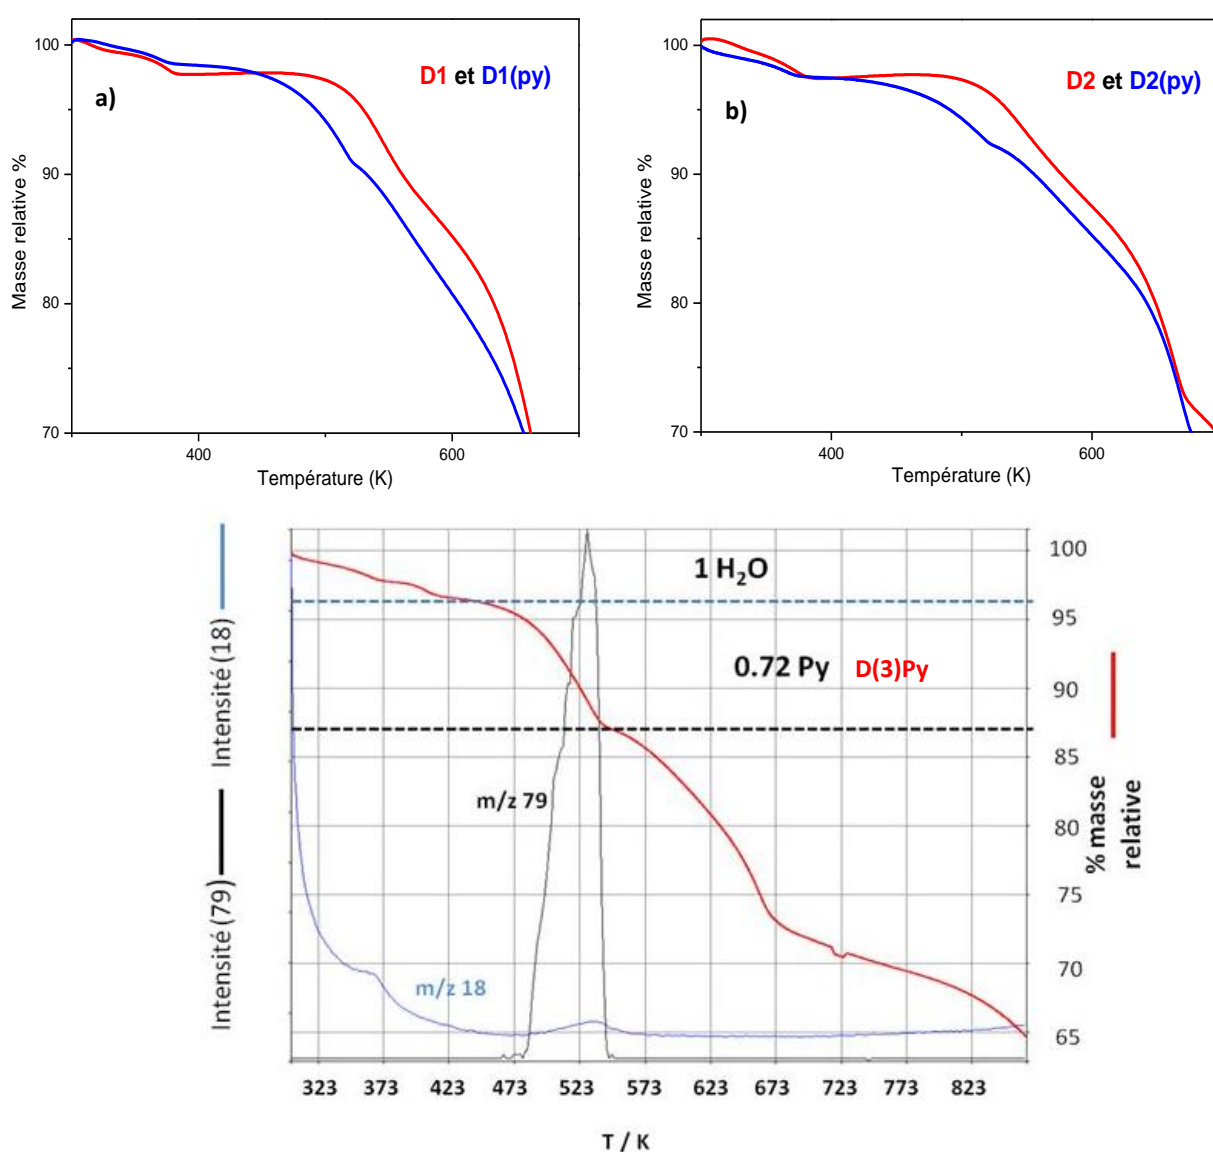 100
90
80
70
Masse relative %
a)
D1 et D1(py)
400
600
Température (K)
100
90
80
70
Masse relative %
b)
D2 et D2(py)
400
600
Température (K)
Intensité (79)
Intensité (18)
1 H2O
0.72 Py
D(3)Py
m/z 79
m/z 18
100
95
90
85
80
75
70
65
% masse
relative
323
373
423
473
523
573
623
673
723
773
823
T / K